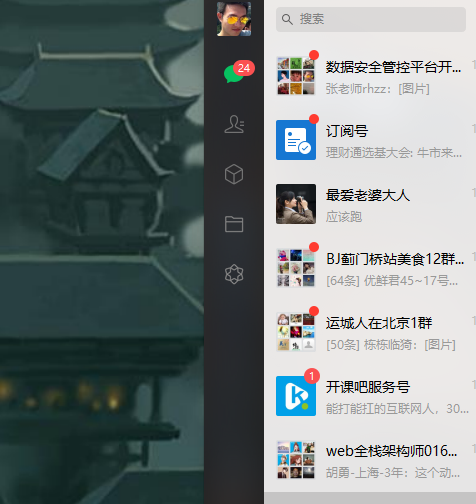 搜索
24
数据安全管控平台开...
张老师rhzz：[图片]
订阅号
理财通选基大会: 牛市来...
最爱老婆大人
应该跑
BJ蓟门桥站美食12群...
[64条] 优鲜君45~17号...
运城人在北京1群
[50条] 栋栋临猗：[图片]
1
开课吧服务号
能打能扛的互联网人，30...
web全栈架构师016...
胡勇-上海-3年：这个动...